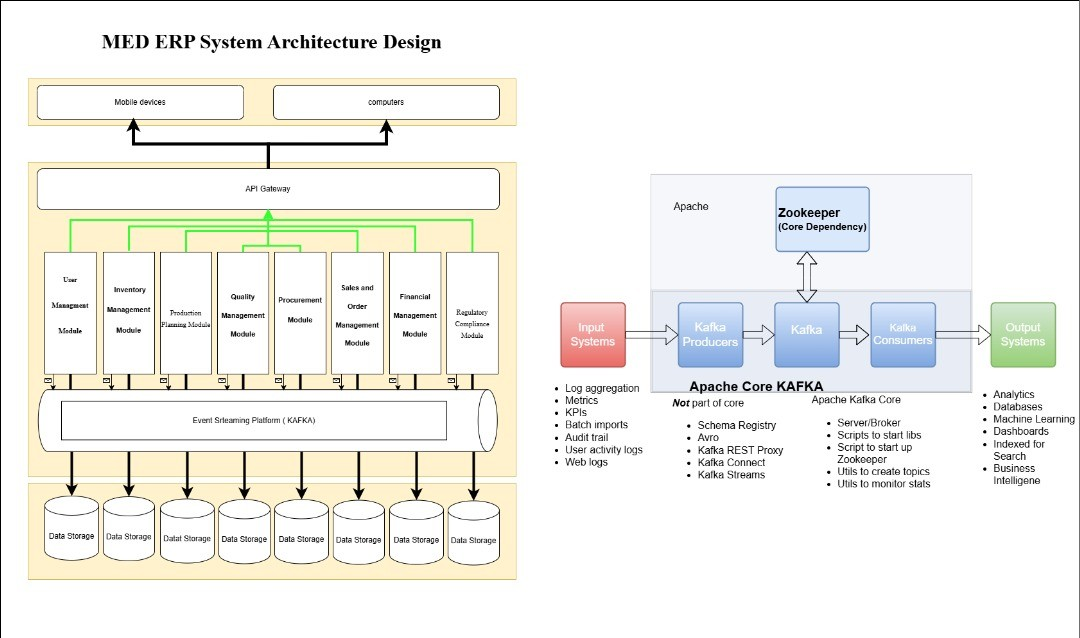 MED ERP System Architecture Design
Mobile devices
computers
API Gateway
User
Managment
Module
Inventory
Management
Module
Production
Planning Module
Quality
Management
Module
Procurement
Module
Sales and
Order
Management
Module
Financial
Management
Module
Regulatory
Compliance Module
Event Srteaming Platform ( KAFKA)
Data Storage
Data Storage
Datat Storage
Data Storage
Data Storage
Data Storage
Data Storage
Data Storage
Apache
Zookeeper
(Core Dependency)
Input
Systems
Kafka
Producers
Kafka
Kafka
Consumers
Output
Systems
Apache Core KAFKA
• Log aggregation
• Metrics
• KPIs
• Batch imports
• Audit trail
• User activity logs
• Web logs
Not part of core
• Schema Registry
• Avro
• Kafka REST Proxy
• Kafka Connect
• Kafka Streams
Apache Kafka Core
• Server/Broker
• Scripts to start libs
• Script to start up
Zookeeper
• Utils to create topics
• Utils to monitor stats
• Analytics
• Databases
• Machine Learning
• Dashboards
• Indexed for
Search
• Business
Intelligene